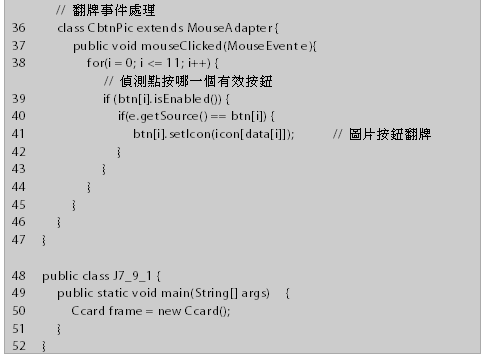 // 翻牌事件處理
36 class CbtnPic extends MouseAdapter{
37 public void mouseClicked(MouseEvent e){
38 for(i = 0; i <= 11; i++) {
// 偵測點按哪一個有效按鈕
39 if (btn[i].isEnabled()) {
40 if(e.getSource() == btn[i]) {
41 btn[i].setIcon(icon[data[i]]); // 圖片按鈕翻牌
42 }
43 }
44 }
45 }
46 }
47 }
48 public class J7_9_1 {
49 public static void main(String[] args) {
50 Ccard frame = new Ccard();
51 }
52 }